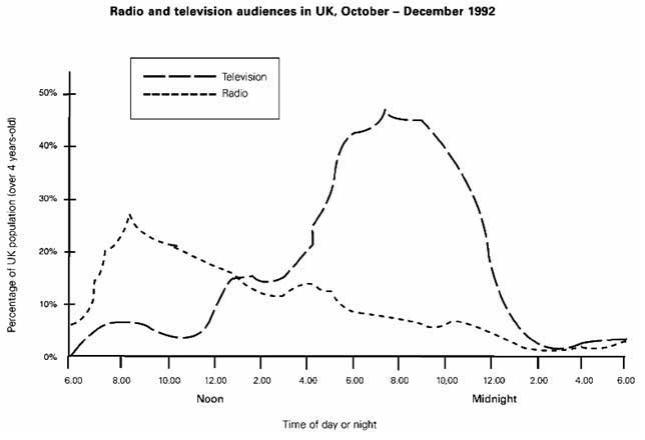 Radio and television audiences in UK, October – December 1992
Television
Radio
Percentage of UK population (over 4 years-old)
50%
40%
30%
20%
10%
0%
6.00 8.00 10.00 12.00 2.00 4.00 6.00 8.00 10.00 12.00 2.00 4.00 6.00
Noon Midnight
Time of day or night